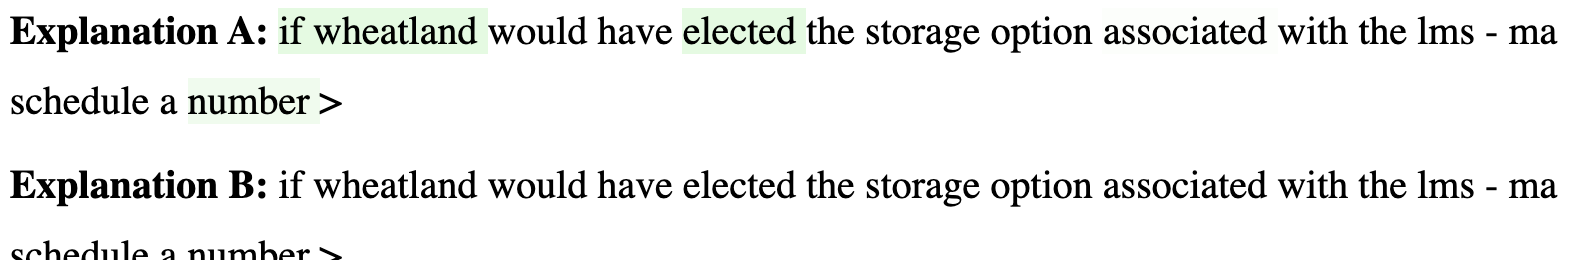 Explanation A: if wheatland would have elected the storage option associated with the lms - ma
schedule a number >
Explanation B: if wheatland would have elected the storage option associated with the lms - ma
schedule a number >